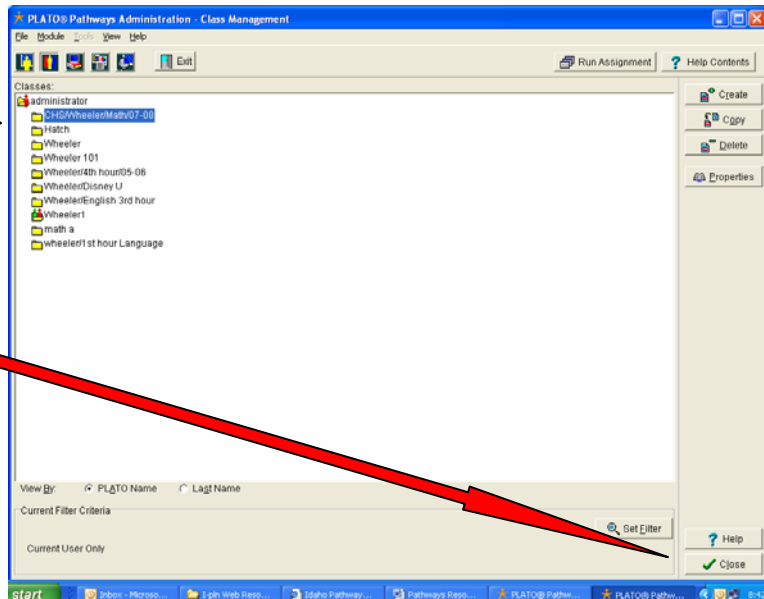 PLATO® Pathways Administration - Class Management
File Module Tools View Help
Exit Run Assignment ? Help Contents
Classes:
administrator
CHS/Wheeler/Math/07-08
Hatch
Wheeler
Wheeler 101
Wheeler/4th hour/05-06
Wheeler/Disney U
Wheeler/English 3rd hour
Wheeler1
math a
wheeler/1st hour Language
Create
Copy
Delete
Properties
View By: PLATO Name Last Name
Current Filter Criteria
Set Filter
Current User Only
? Help
Close
start Inbox - Microso... I-pln Web Reso... Idaho Pathway... Pathways Reso... PLATO® Pathw... PLATO® Pathw... 8:42